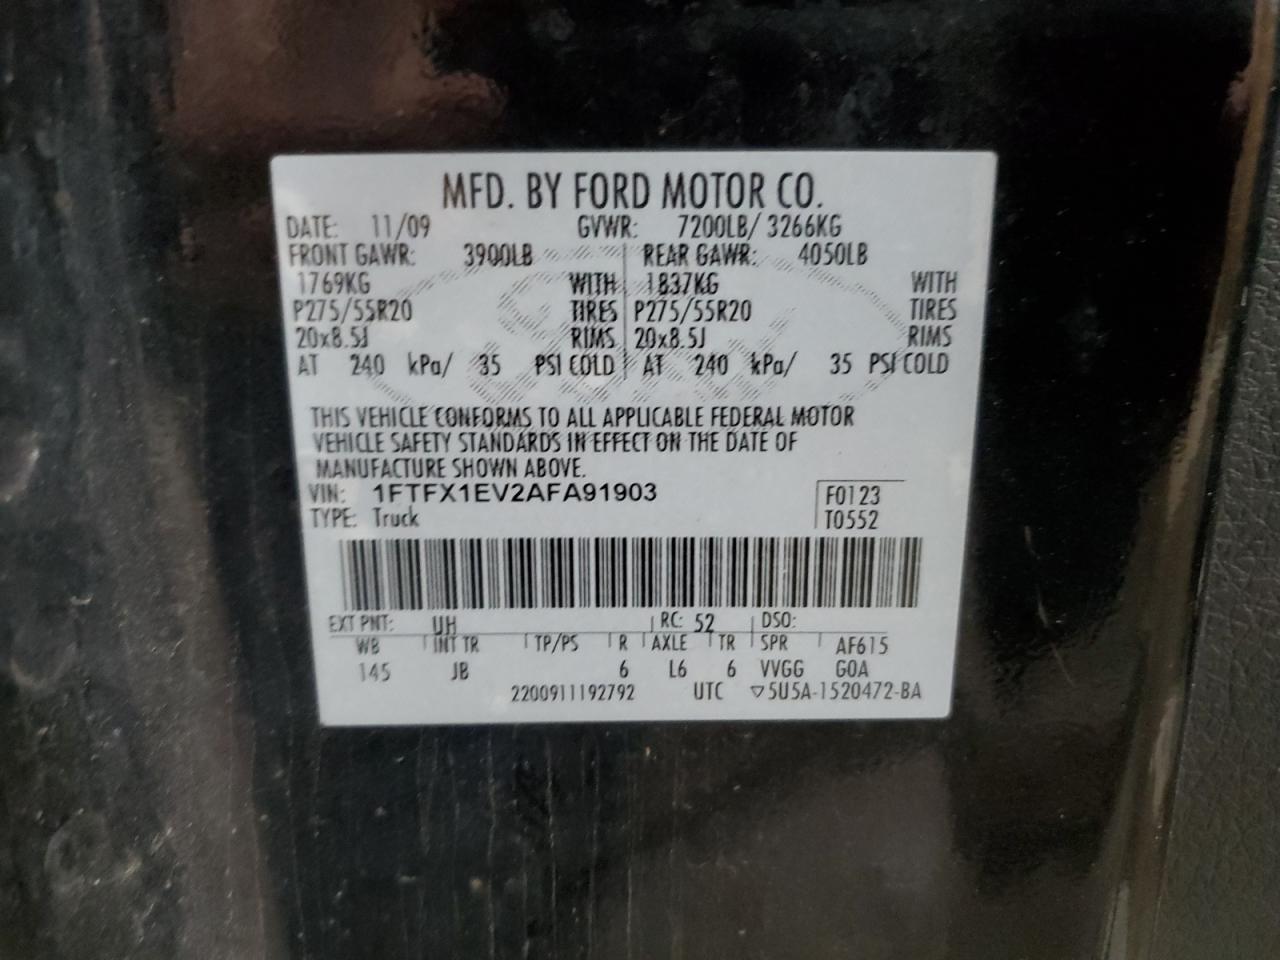 MFD. BY FORD MOTOR CO.
DATE: 11/09 GVWR: 7200LB/ 3266KG
FRONT GAWR: 3900LB REAR GAWR: 4050LB
1769KG WITH 1837KG WITH
P275/55R20 TIRES P275/55R20 TIRES
20x8.5J RIMS 20x8.5J RIMS
AT 240 kPa/ 35 PSI COLD AT 240 kPa/ 35 PSI COLD
THIS VEHICLE CONFORMS TO ALL APPLICABLE FEDERAL MOTOR
VEHICLE SAFETY STANDARDS IN EFFECT ON THE DATE OF
MANUFACTURE SHOWN ABOVE.
VIN: 1FTFX1EV2AFA91903 F0123
TYPE: Truck T0552
EXT PNT: UH RC: 52 DSO:
WB INT TR TP/PS R AXLE TR SPR AF615
145 JB 6 L6 6 VVGG G0A
2200911192792 UTC ▽5U5A-1520472-BA